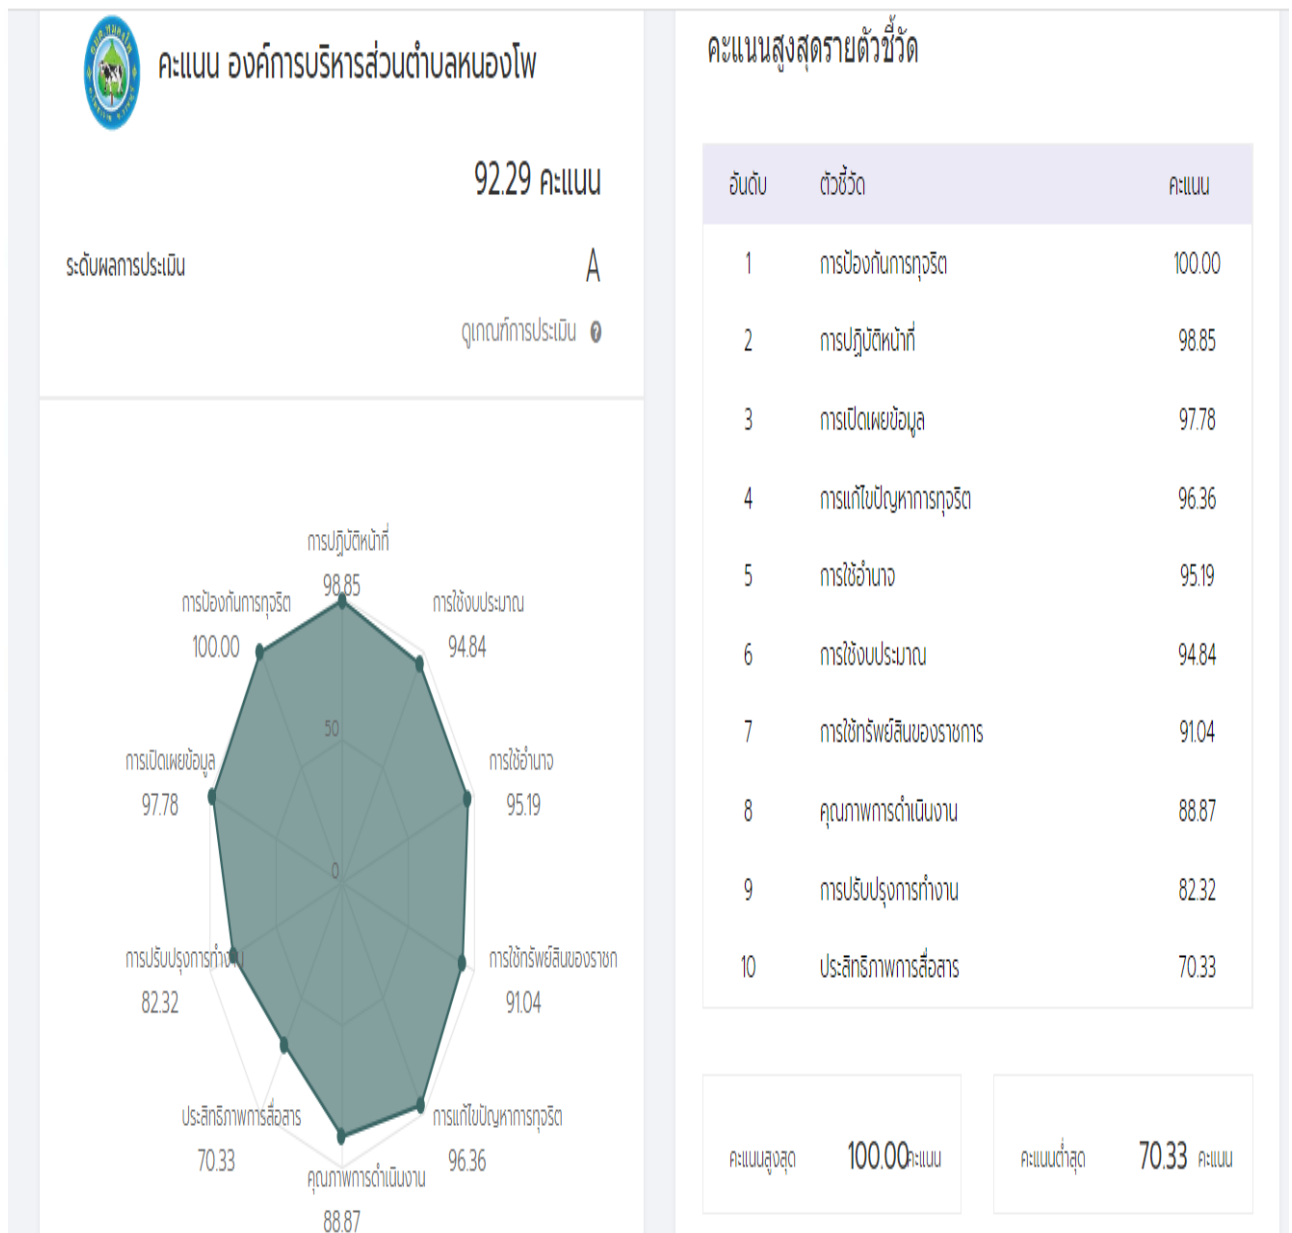 คะแนน องค์การบริหารส่วนตำบลหนองโพ
92.29 คะแนน
ระดับผลการประเมิน A
ดูเกณฑ์การประเมิน ?
การปฏิบัติหน้าที่
98.85
การป้องกันการทุจริต
100.00
การใช้งบประมาณ
94.84
50
การเปิดเผยข้อมูล
97.78
การใช้อำนาจ
95.19
0
การปรับปรุงการทำงาน
82.32
การใช้ทรัพย์สินของราชก
91.04
ประสิทธิภาพการสื่อสาร
70.33
การแก้ไขปัญหาการทุจริต
96.36
คุณภาพการดำเนินงาน
88.87
คะแนนสูงสุดรายตัวชี้วัด
อันดับ ตัวชี้วัด คะแนน
1 การป้องกันการทุจริต 100.00
2 การปฏิบัติหน้าที่ 98.85
3 การเปิดเผยข้อมูล 97.78
4 การแก้ไขปัญหาการทุจริต 96.36
5 การใช้อำนาจ 95.19
6 การใช้งบประมาณ 94.84
7 การใช้ทรัพย์สินของราชการ 91.04
8 คุณภาพการดำเนินงาน 88.87
9 การปรับปรุงการทำงาน 82.32
10 ประสิทธิภาพการสื่อสาร 70.33
คะแนนสูงสุด 100.00คะแนน
คะแนนต่ำสุด 70.33 คะแนน